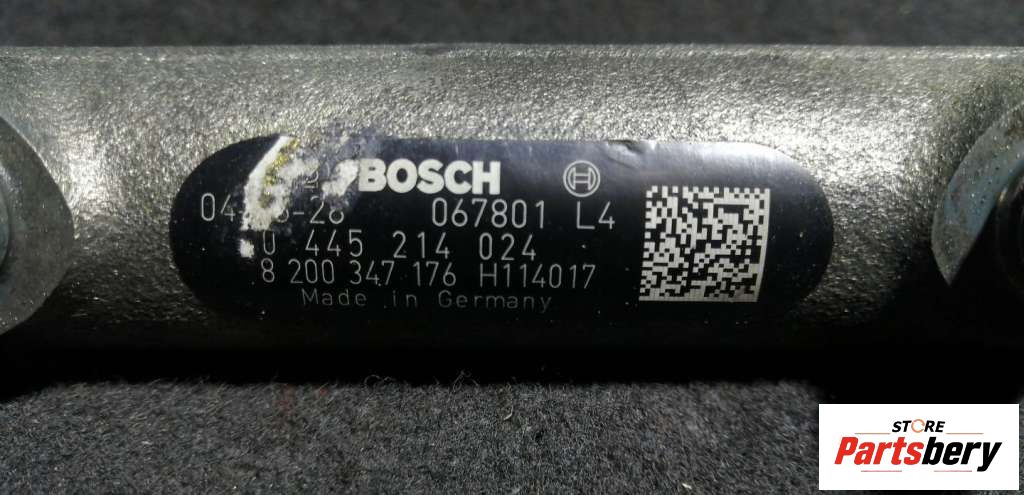 BOSCH
067801 L4
0 445 214 024
8 200 347 176 H114017
Made in Germany
STORE
Partsbery